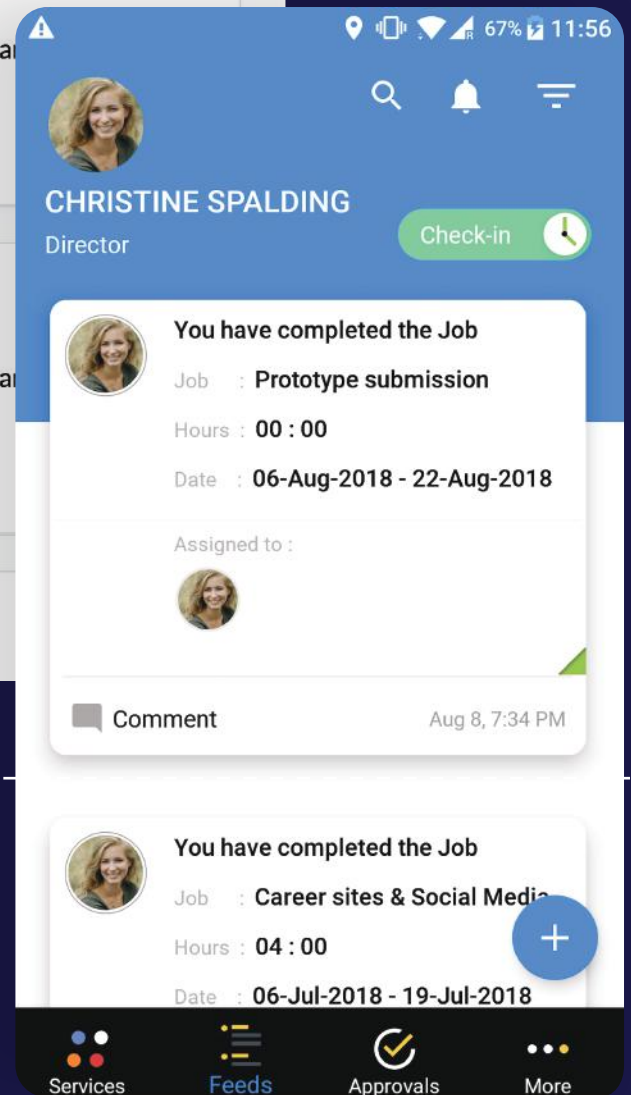 67% 11:56
CHRISTINE SPALDING
Director
Check-in
You have completed the Job
Job : Prototype submission
Hours : 00 : 00
Date : 06-Aug-2018 - 22-Aug-2018
Assigned to :
Comment Aug 8, 7:34 PM
You have completed the Job
Job : Career sites & Social Media
Hours : 04 : 00
Date : 06-Jul-2018 - 19-Jul-2018
Services Feeds Approvals More